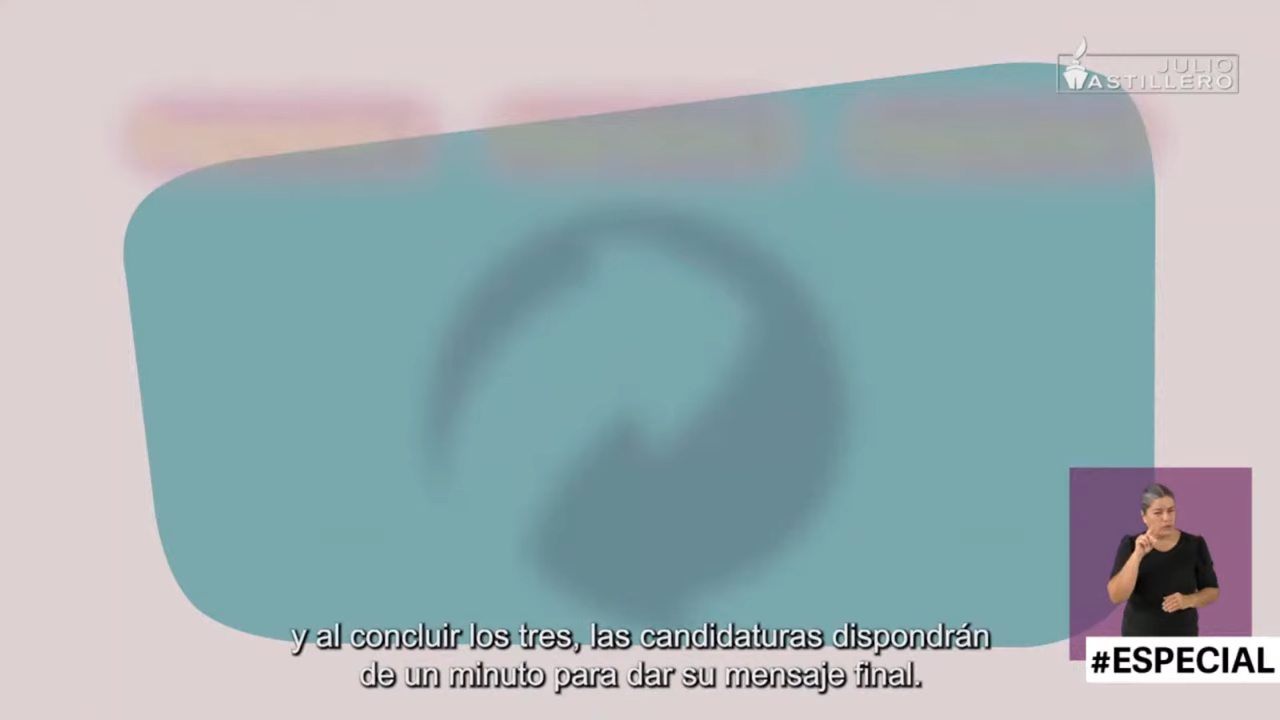 JULIO
ASTILLERO
y al concluir los tres, las candidaturas dispondrán
de un minuto para dar su mensaje final.
#ESPECIAL